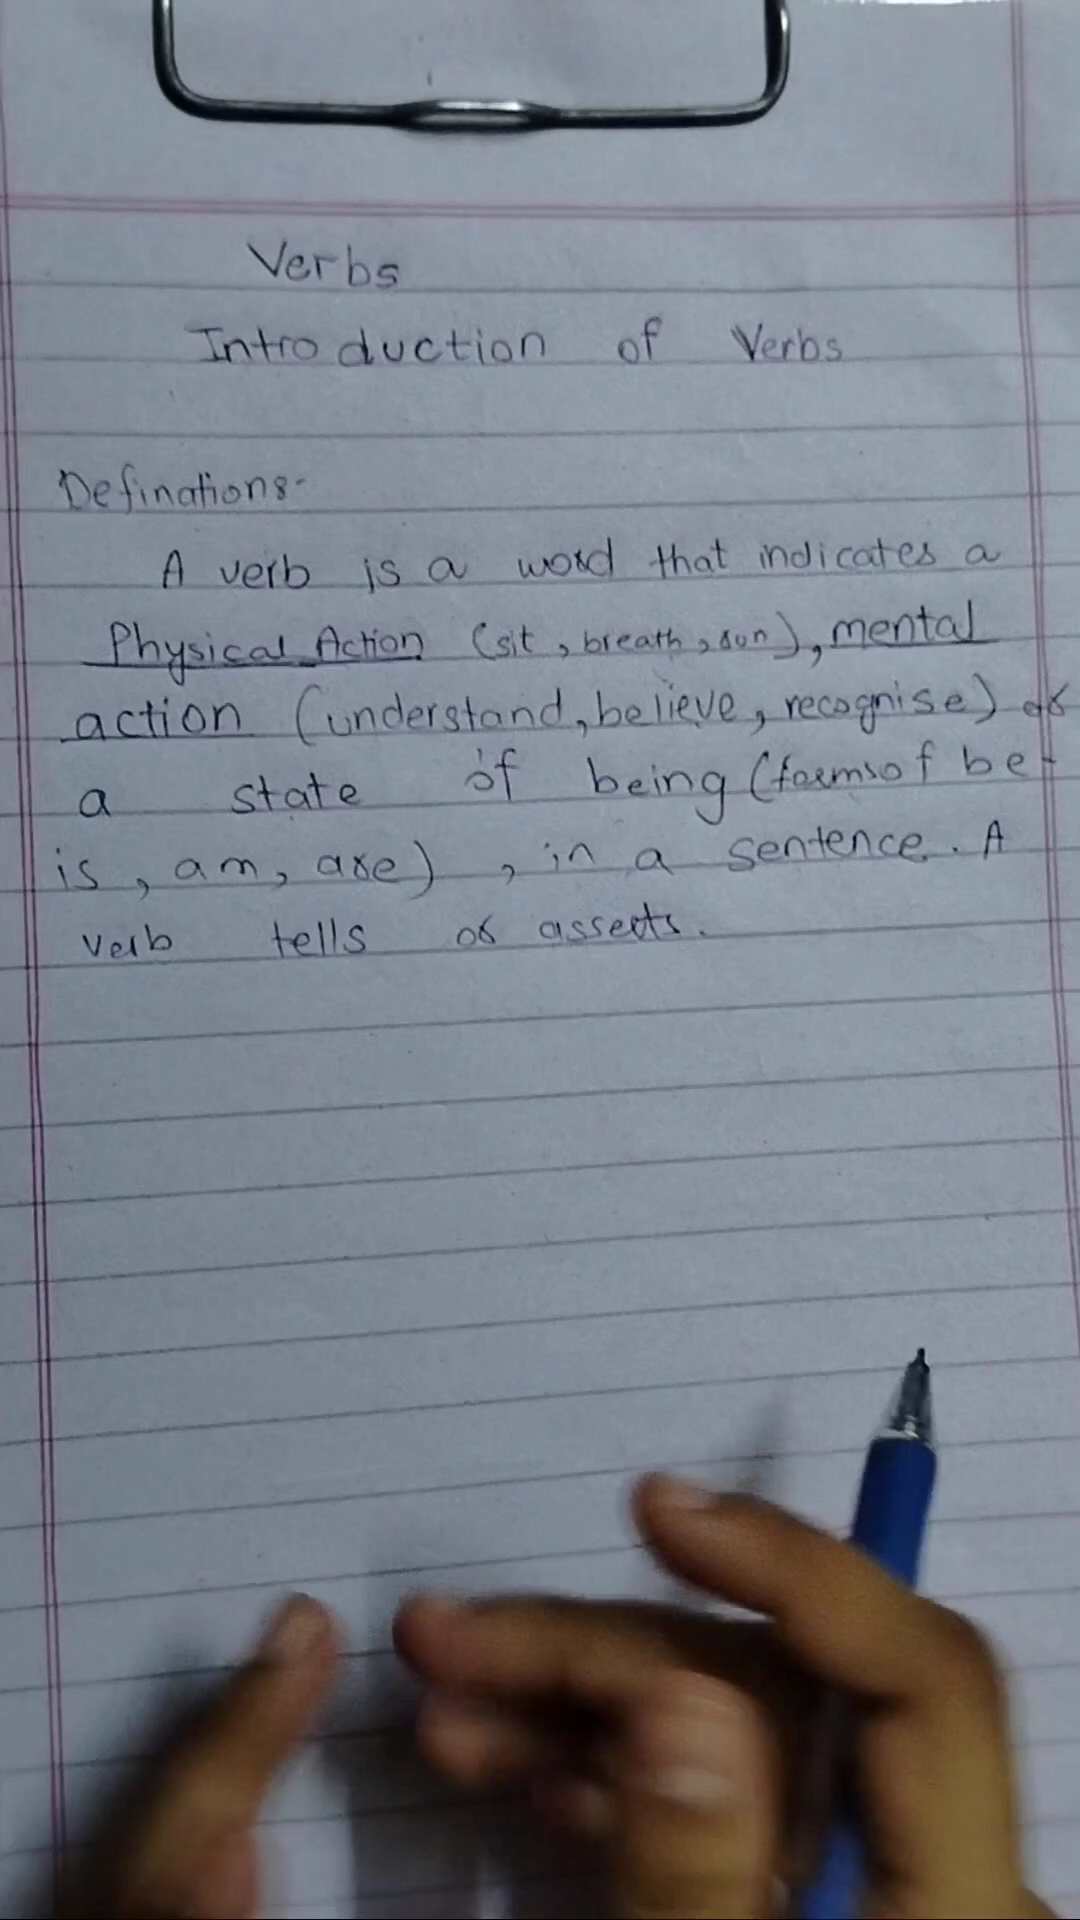 Verbs
Introduction of Verbs
Definations-
A verb is a word that indicates a
Physical Action (sit, breath, run), mental
action (understand, believe, recognise) or
a state of being (forms of be-
is, am, are), in a sentence. A
verb tells or asserts.